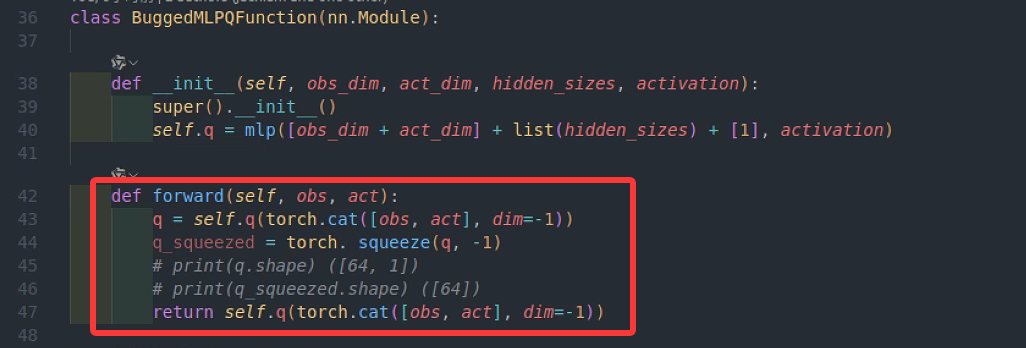 36 class BuggedMLPQFunction(nn.Module):
37
38 def __init__(self, obs_dim, act_dim, hidden_sizes, activation):
39 super().__init__()
40 self.q = mlp([obs_dim + act_dim] + list(hidden_sizes) + [1], activation)
41
42 def forward(self, obs, act):
43 q = self.q(torch.cat([obs, act], dim=-1))
44 q_squeezed = torch. squeeze(q, -1)
45 # print(q.shape) ([64, 1])
46 # print(q_squeezed.shape) ([64])
47 return self.q(torch.cat([obs, act], dim=-1))
48